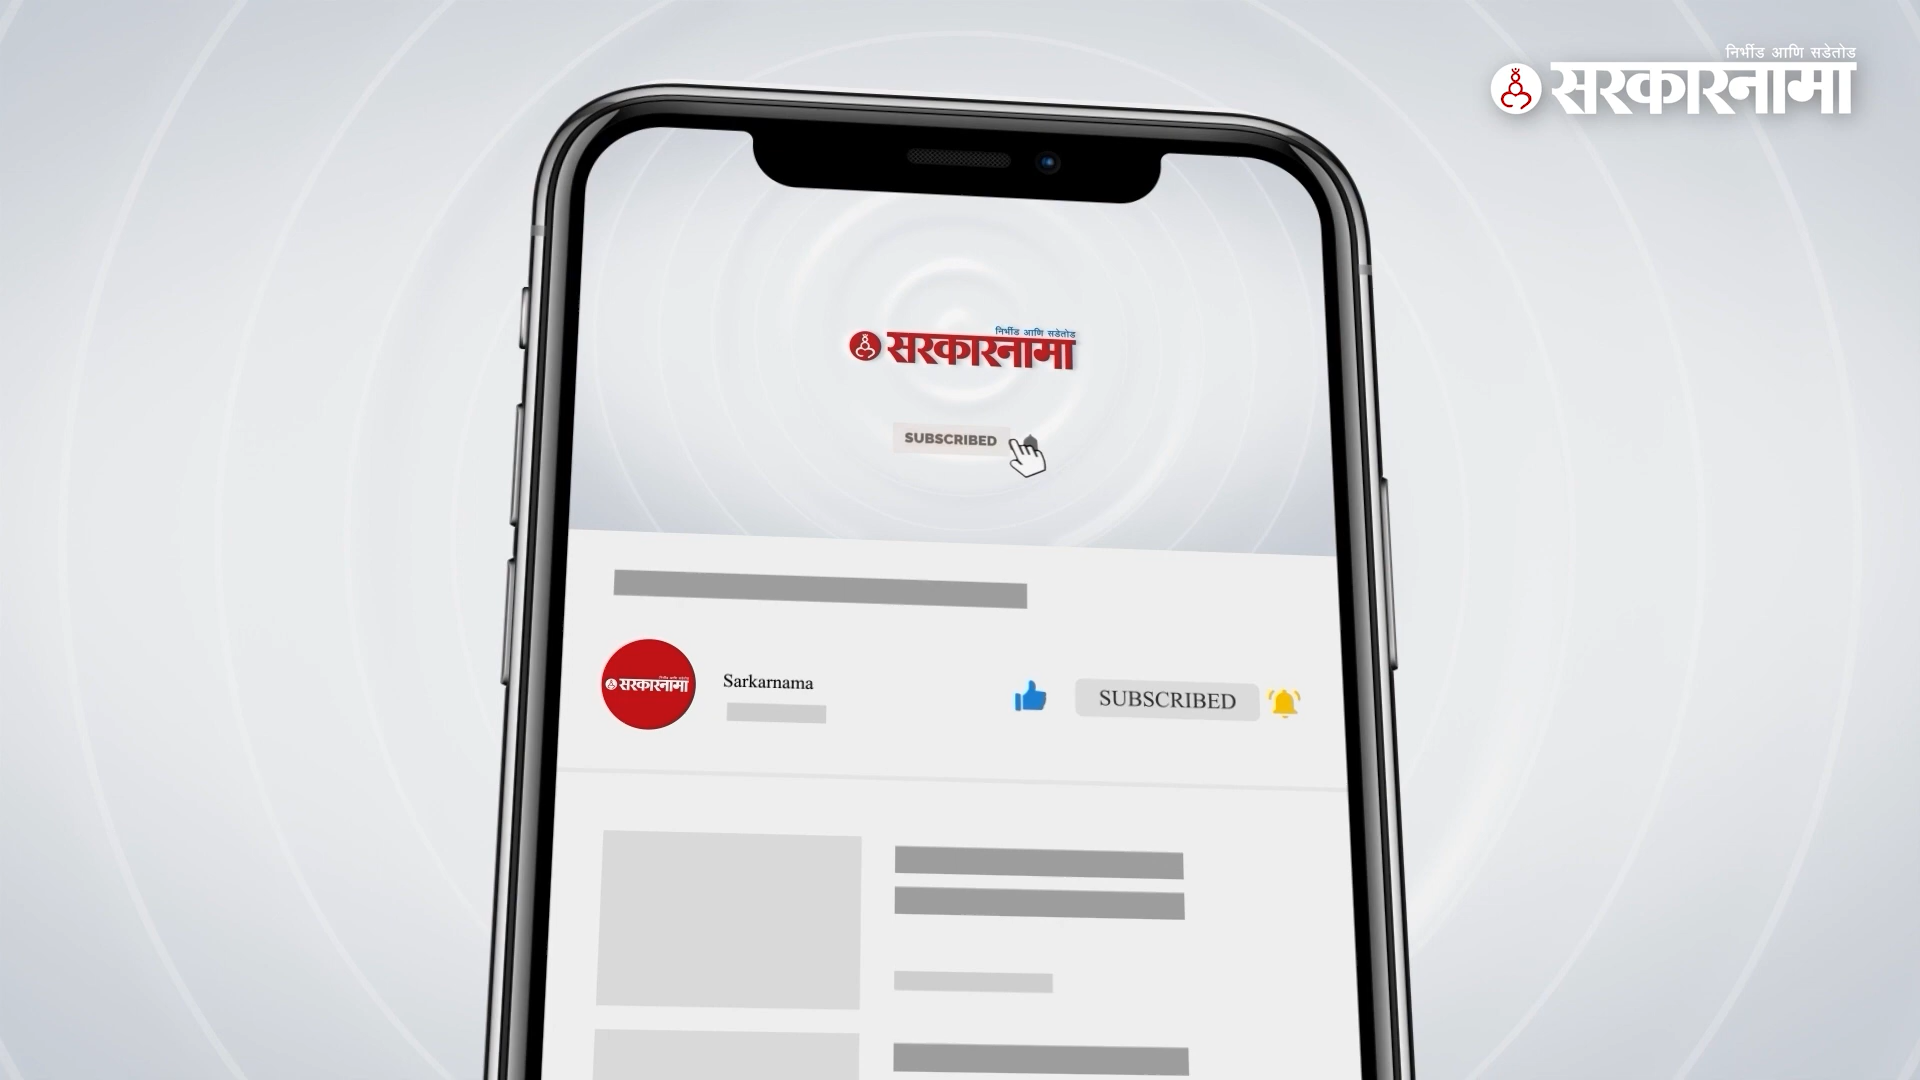 निर्भीड आणि सडेतोड
सरकारनामा
निर्भीड आणि सडेतोड
सरकारनामा
SUBSCRIBED
सरकारनामा
Sarkarnama
SUBSCRIBED